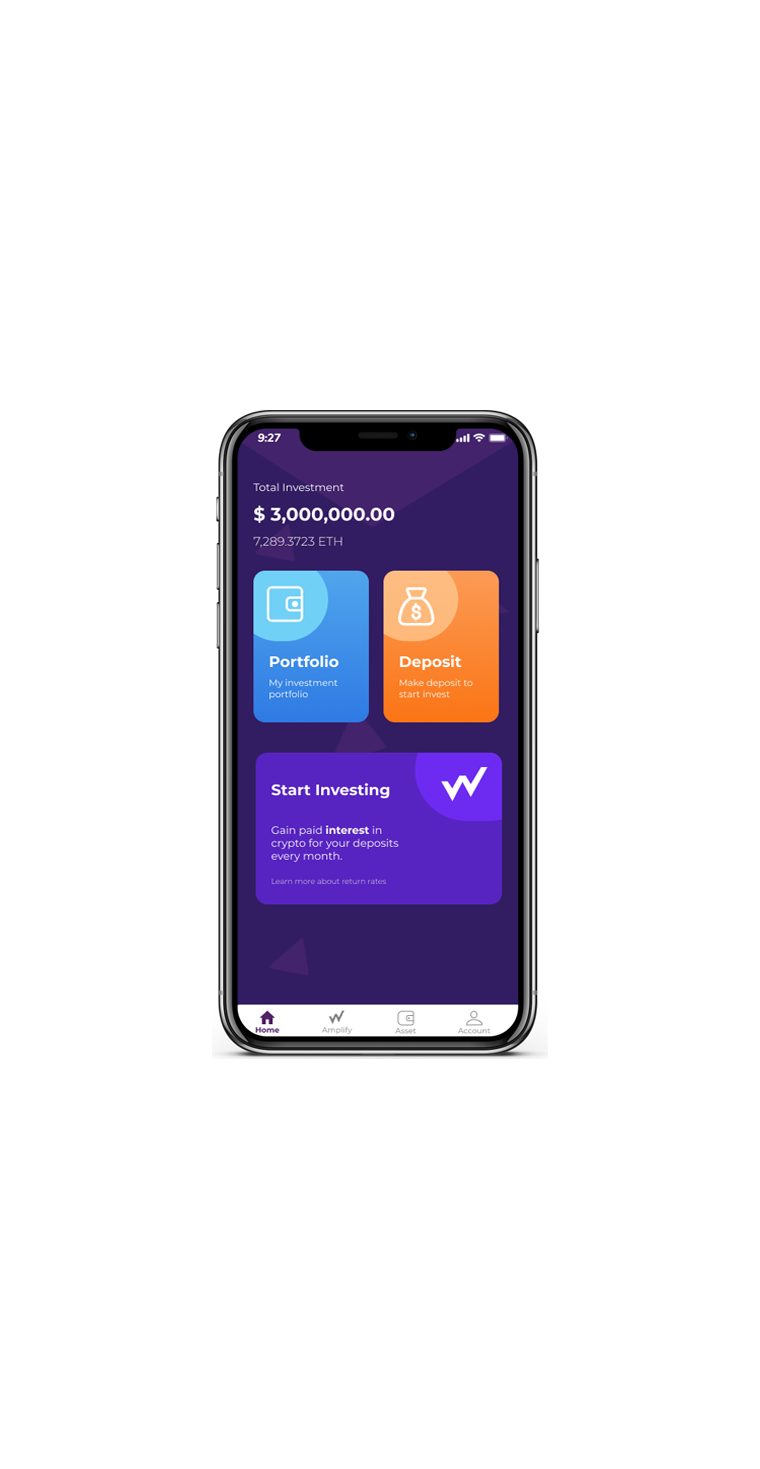 9:27
Total Investment
$ 3,000,000.00
7,289.3723 ETH
Portfolio
My investment
portfolio
Deposit
Make deposit to
start invest
Start Investing
Gain paid interest in
crypto for your deposits
every month.
Learn more about return rates
Home
Amplify
Asset
Account